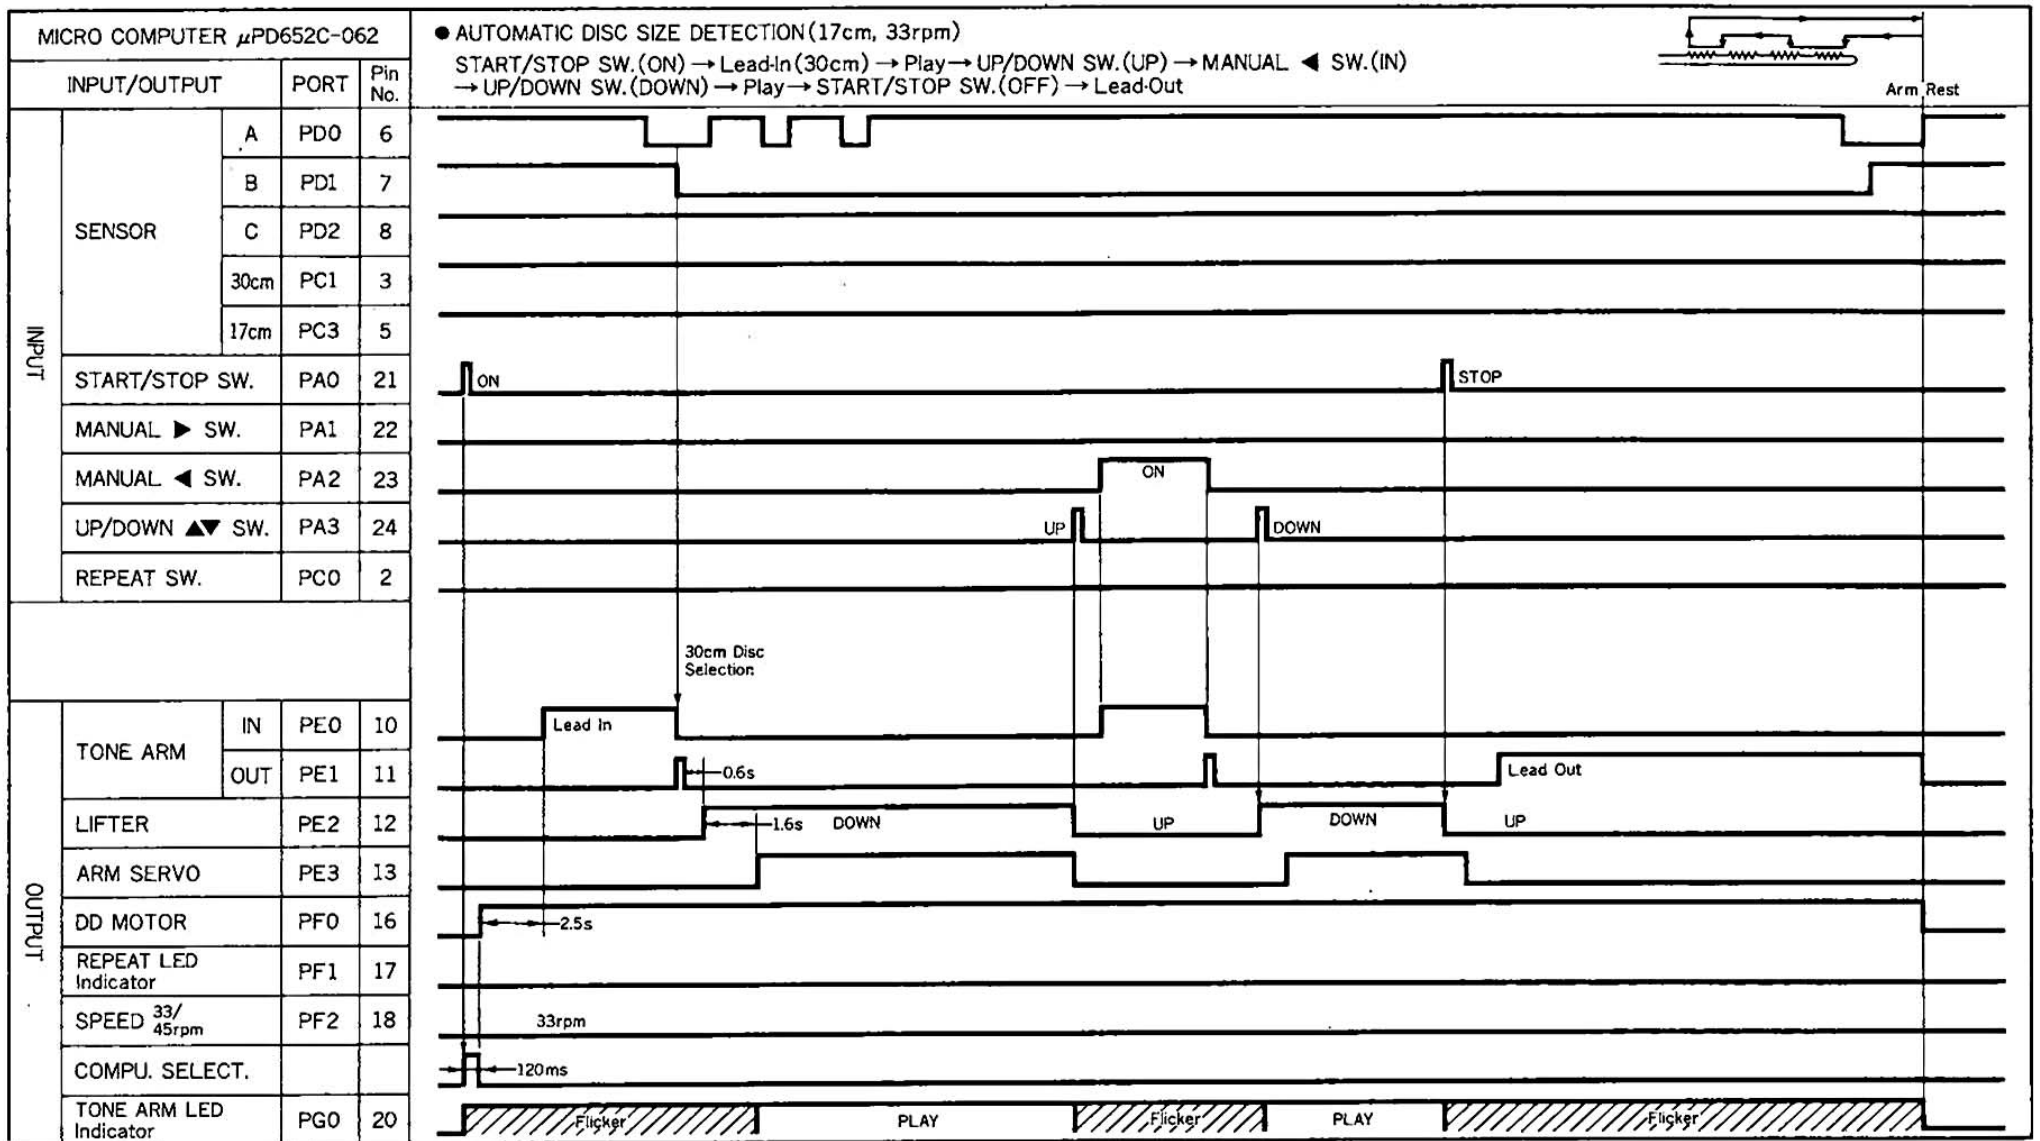 MICRO COMPUTER μPD652C-062
INPUT/OUTPUT PORT Pin No.
● AUTOMATIC DISC SIZE DETECTION (17cm, 33rpm)
START/STOP SW. (ON) → Lead-In (30cm) → Play → UP/DOWN SW. (UP) → MANUAL ◀ SW. (IN)
→ UP/DOWN SW. (DOWN) → Play → START/STOP SW. (OFF) → Lead-Out
Arm Rest
INPUT
SENSOR
A PD0 6
B PD1 7
C PD2 8
30cm PC1 3
17cm PC3 5
START/STOP SW. PA0 21 ON STOP
MANUAL ▶ SW. PA1 22
MANUAL ◀ SW. PA2 23 ON
UP/DOWN ▲▼ SW. PA3 24 UP DOWN
REPEAT SW. PC0 2
30cm Disc
Selection
OUTPUT
TONE ARM
IN PE0 10 Lead In
OUT PE1 11 0.6s Lead Out
LIFTER PE2 12 1.6s DOWN UP DOWN UP
ARM SERVO PE3 13
DD MOTOR PF0 16 2.5s
REPEAT LED
Indicator PF1 17
SPEED 33/45rpm PF2 18 33rpm
COMPU. SELECT. 120ms
TONE ARM LED
Indicator PG0 20 Flicker PLAY Flicker PLAY Flicker